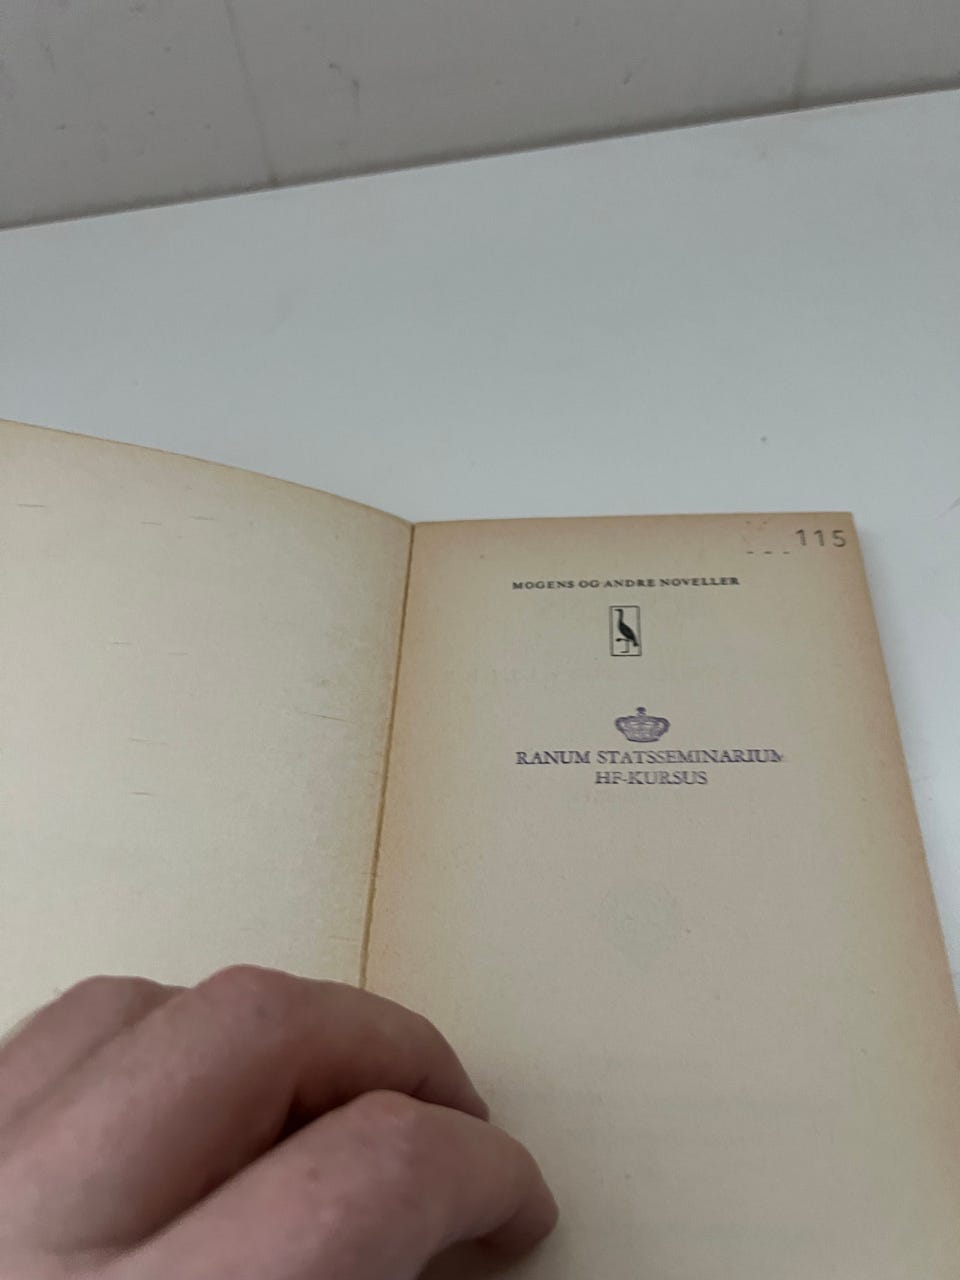 115
MOGENS OG ANDRE NOVELLER
RANUM STATSSEMINARIUM
HF-KURSUS